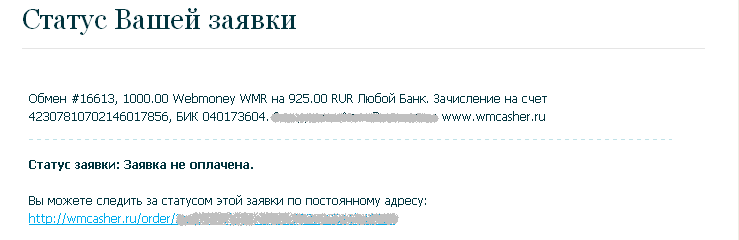 Статус Вашей заявки
Обмен #16613, 1000.00 Webmoney WMR на 925.00 RUR Любой Банк. Зачисление на счет
42307810702146017856, БИК 040173604. www.wmcasher.ru
Статус заявки: Заявка не оплачена.
Вы можете следить за статусом этой заявки по постоянному адресу:
http://wmcasher.ru/order/